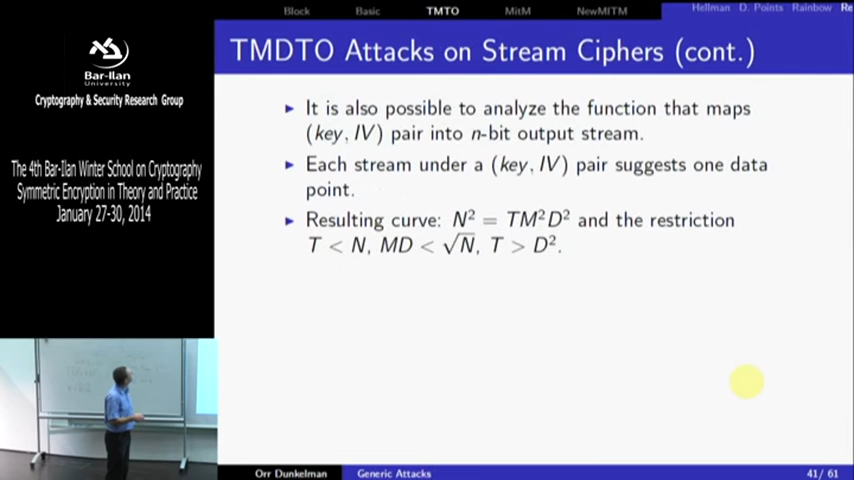 Block Basic TMTO MitM NewMITM Hellman D. Points Rainbow Re
TMDTO Attacks on Stream Ciphers (cont.)
Bar-Ilan
University
Cryptography & Security Research Group
The 4th Bar-Ilan Winter School on Cryptography
Symmetric Encryption in Theory and Practice
January 27-30, 2014
► It is also possible to analyze the function that maps
(key, IV) pair into n-bit output stream.
► Each stream under a (key, IV) pair suggests one data
point.
► Resulting curve: N² = TM²D² and the restriction
T < N, MD < √N, T > D².
Orr Dunkelman Generic Attacks 41/ 61